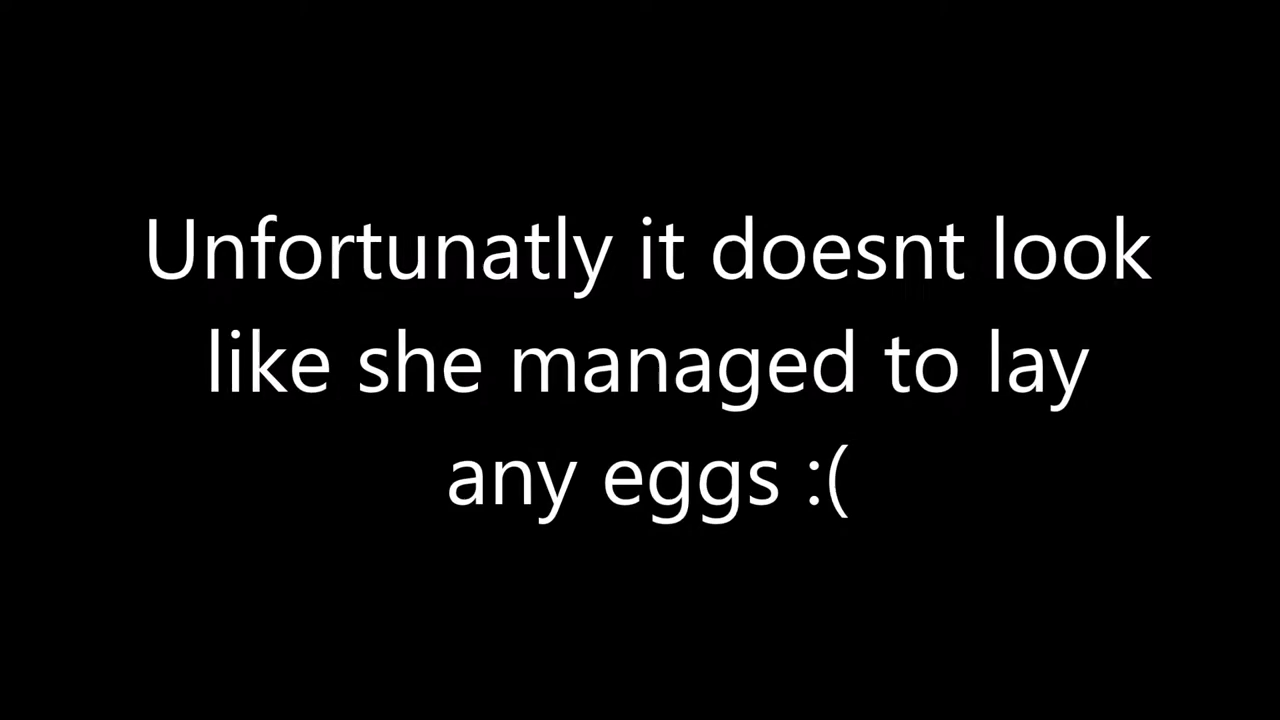 Unfortunatly it doesnt look
like she managed to lay
any eggs :(